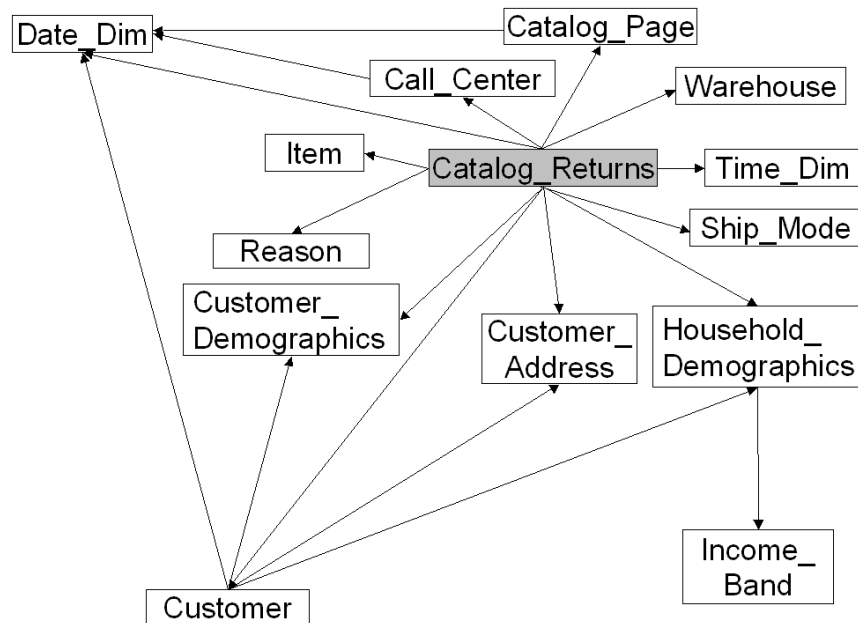 Date_Dim
Catalog_Page
Call_Center
Warehouse
Item
Catalog_Returns
Time_Dim
Ship_Mode
Reason
Customer_
Demographics
Customer_
Address
Household_
Demographics
Income_
Band
Customer